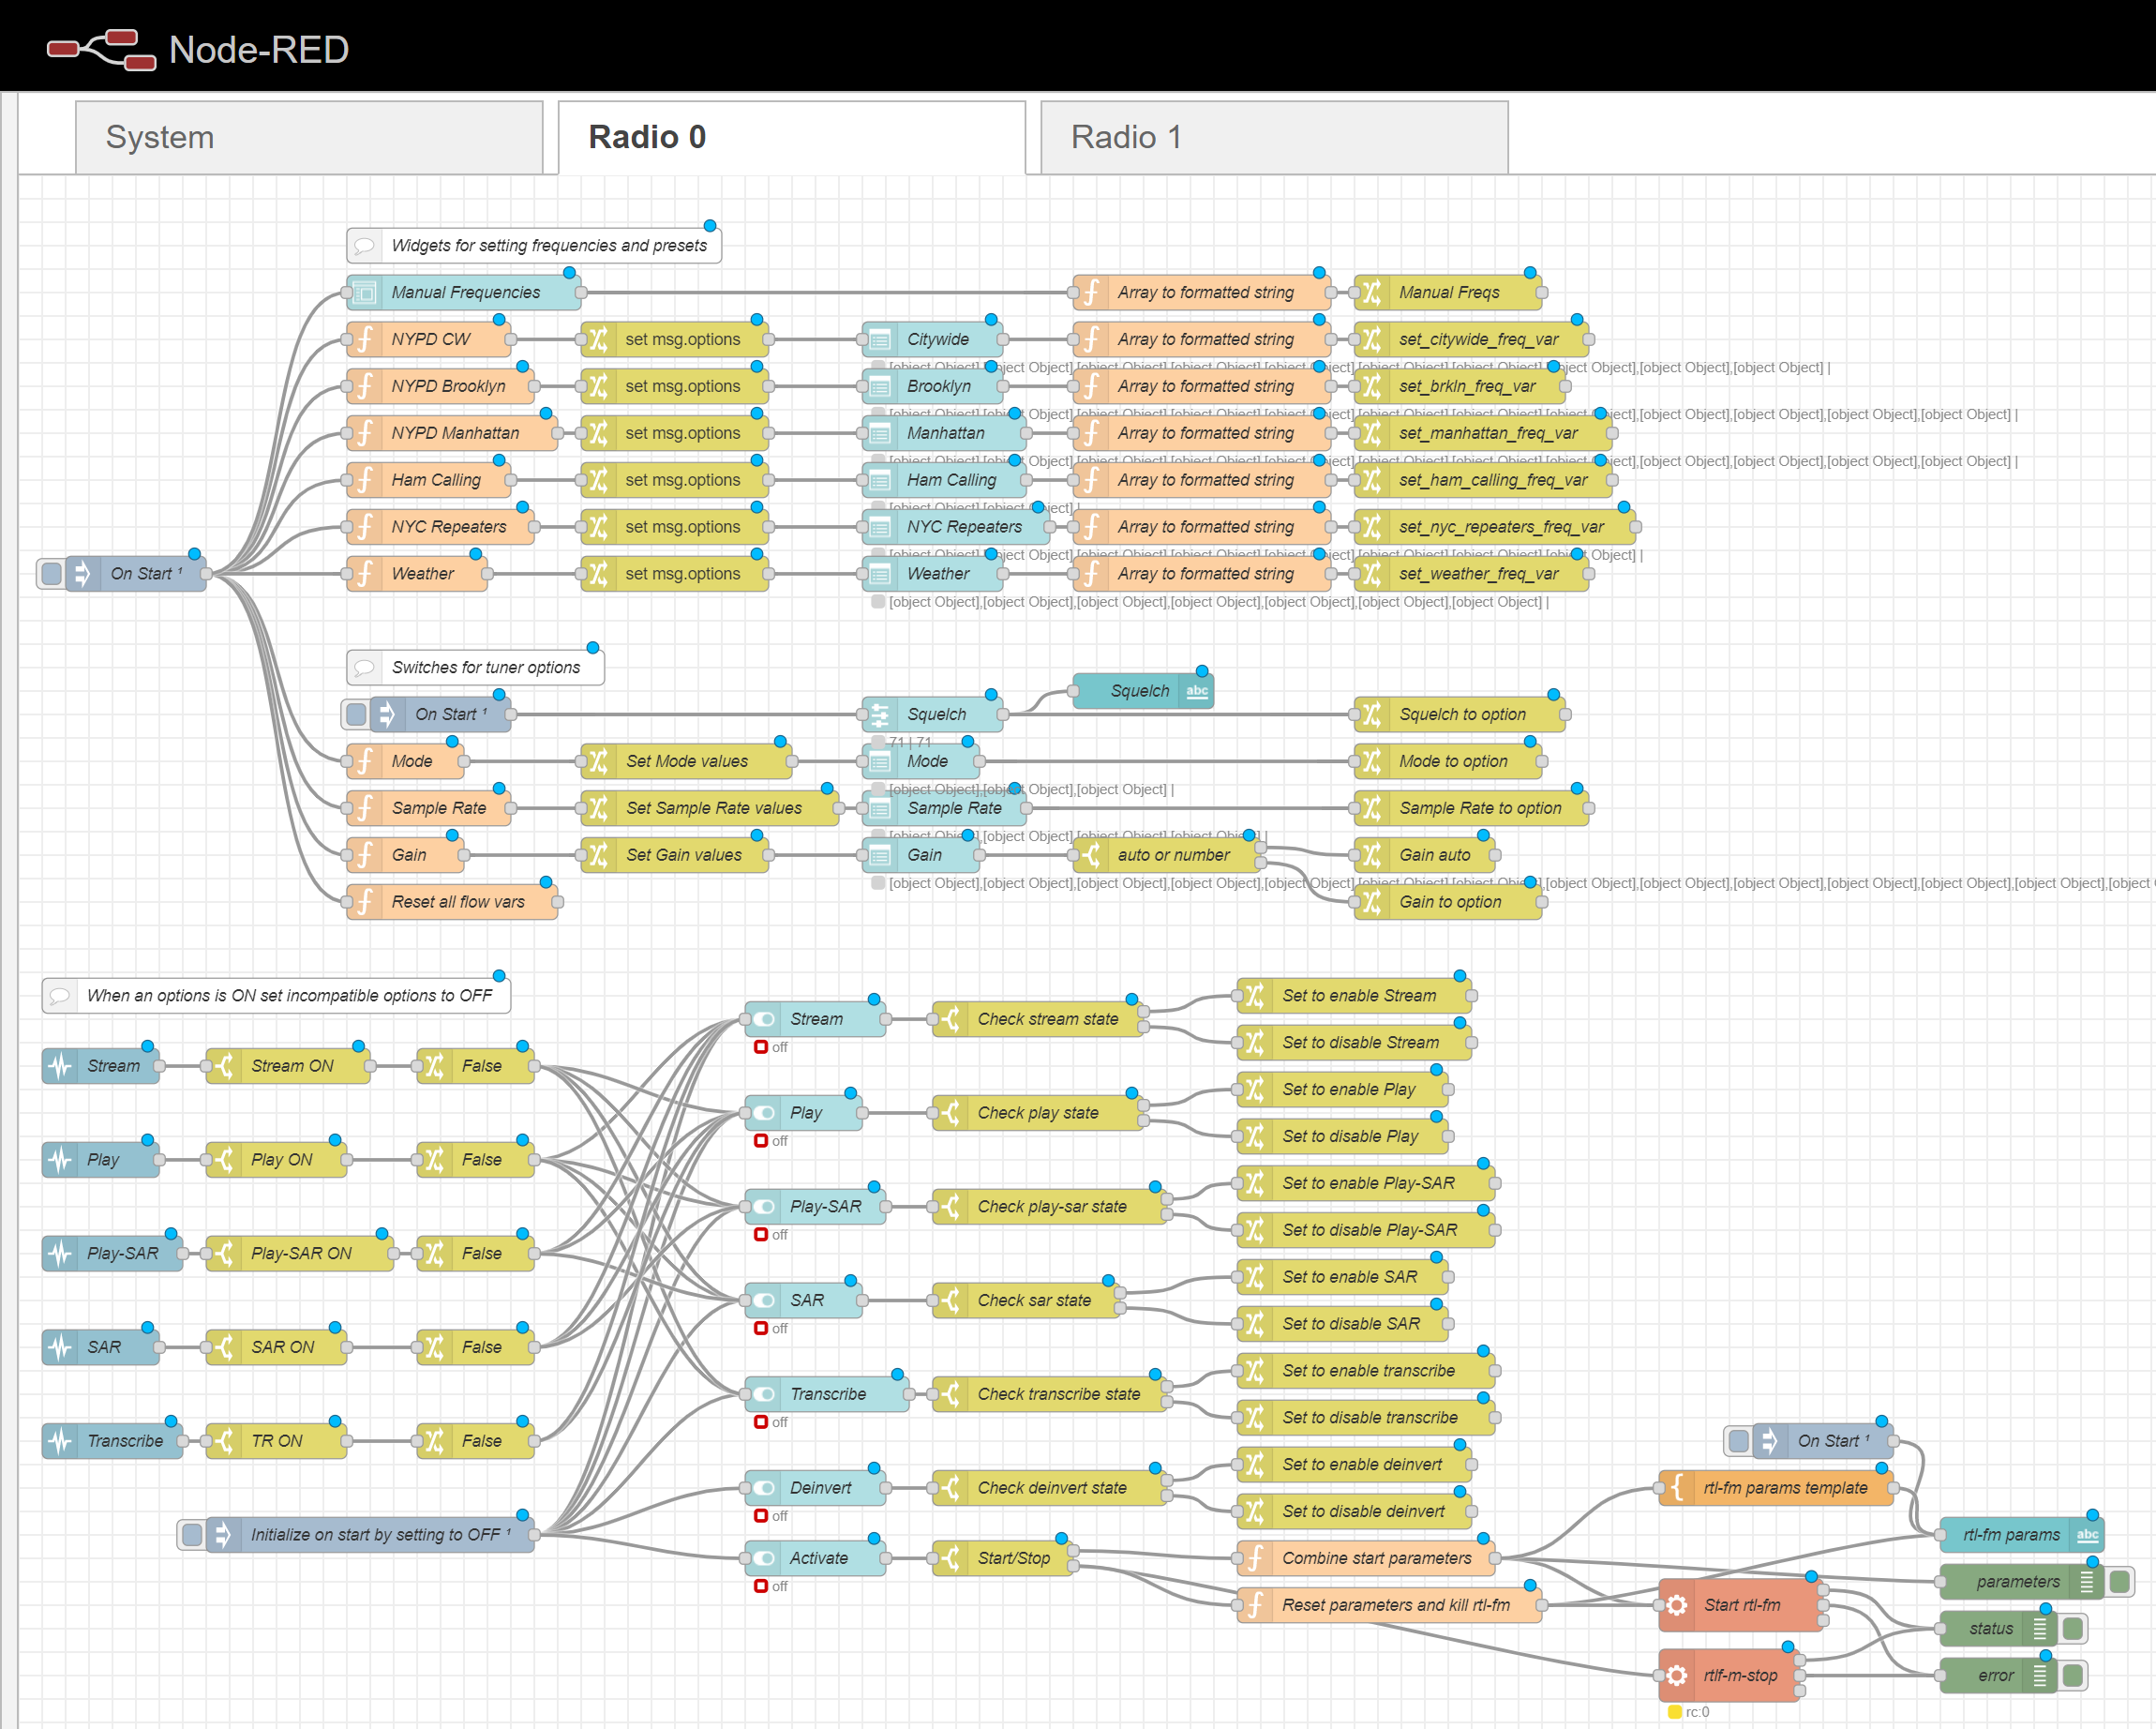 Node-RED
System
Radio 0
Radio 1
Widgets for setting frequencies and presets
Manual Frequencies
Array to formatted string
Manual Freqs
NYPD CW
set msg.options
Citywide
Array to formatted string
set_citywide_freq_var
NYPD Brooklyn
set msg.options
Brooklyn
Array to formatted string
set_brkln_freq_var
NYPD Manhattan
set msg.options
Manhattan
Array to formatted string
set_manhattan_freq_var
Ham Calling
set msg.options
Ham Calling
Array to formatted string
set_ham_calling_freq_var
NYC Repeaters
set msg.options
NYC Repeaters
Array to formatted string
set_nyc_repeaters_freq_var
On Start ¹
Weather
set msg.options
Weather
Array to formatted string
set_weather_freq_var
[object Object],[object Object],[object Object],[object Object],[object Object],[object Object],[object Object] |
Switches for tuner options
Squelch
abc
On Start ¹
Squelch
Squelch to option
71 | 71
Mode
Set Mode values
Mode
Mode to option
[object Object],[object Object],[object Object] |
Sample Rate
Set Sample Rate values
Sample Rate
Sample Rate to option
Gain
Set Gain values
Gain
auto or number
Gain auto
Reset all flow vars
Gain to option
When an options is ON set incompatible options to OFF
Set to enable Stream
Stream
Check stream state
off
Set to disable Stream
Stream
Stream ON
False
Set to enable Play
Play
Check play state
off
Set to disable Play
Play
Play ON
False
Set to enable Play-SAR
Play-SAR
Check play-sar state
off
Set to disable Play-SAR
Play-SAR
Play-SAR ON
False
Set to enable SAR
SAR
Check sar state
off
Set to disable SAR
SAR
SAR ON
False
Set to enable transcribe
Transcribe
Check transcribe state
off
Set to disable transcribe
Transcribe
TR ON
False
On Start ¹
Set to enable deinvert
Deinvert
Check deinvert state
rtl-fm params template
off
Set to disable deinvert
Initialize on start by setting to OFF ¹
rtl-fm params
abc
Activate
Start/Stop
Combine start parameters
off
parameters
Reset parameters and kill rtl-fm
Start rtl-fm
status
rtlf-m-stop
error
rc:0